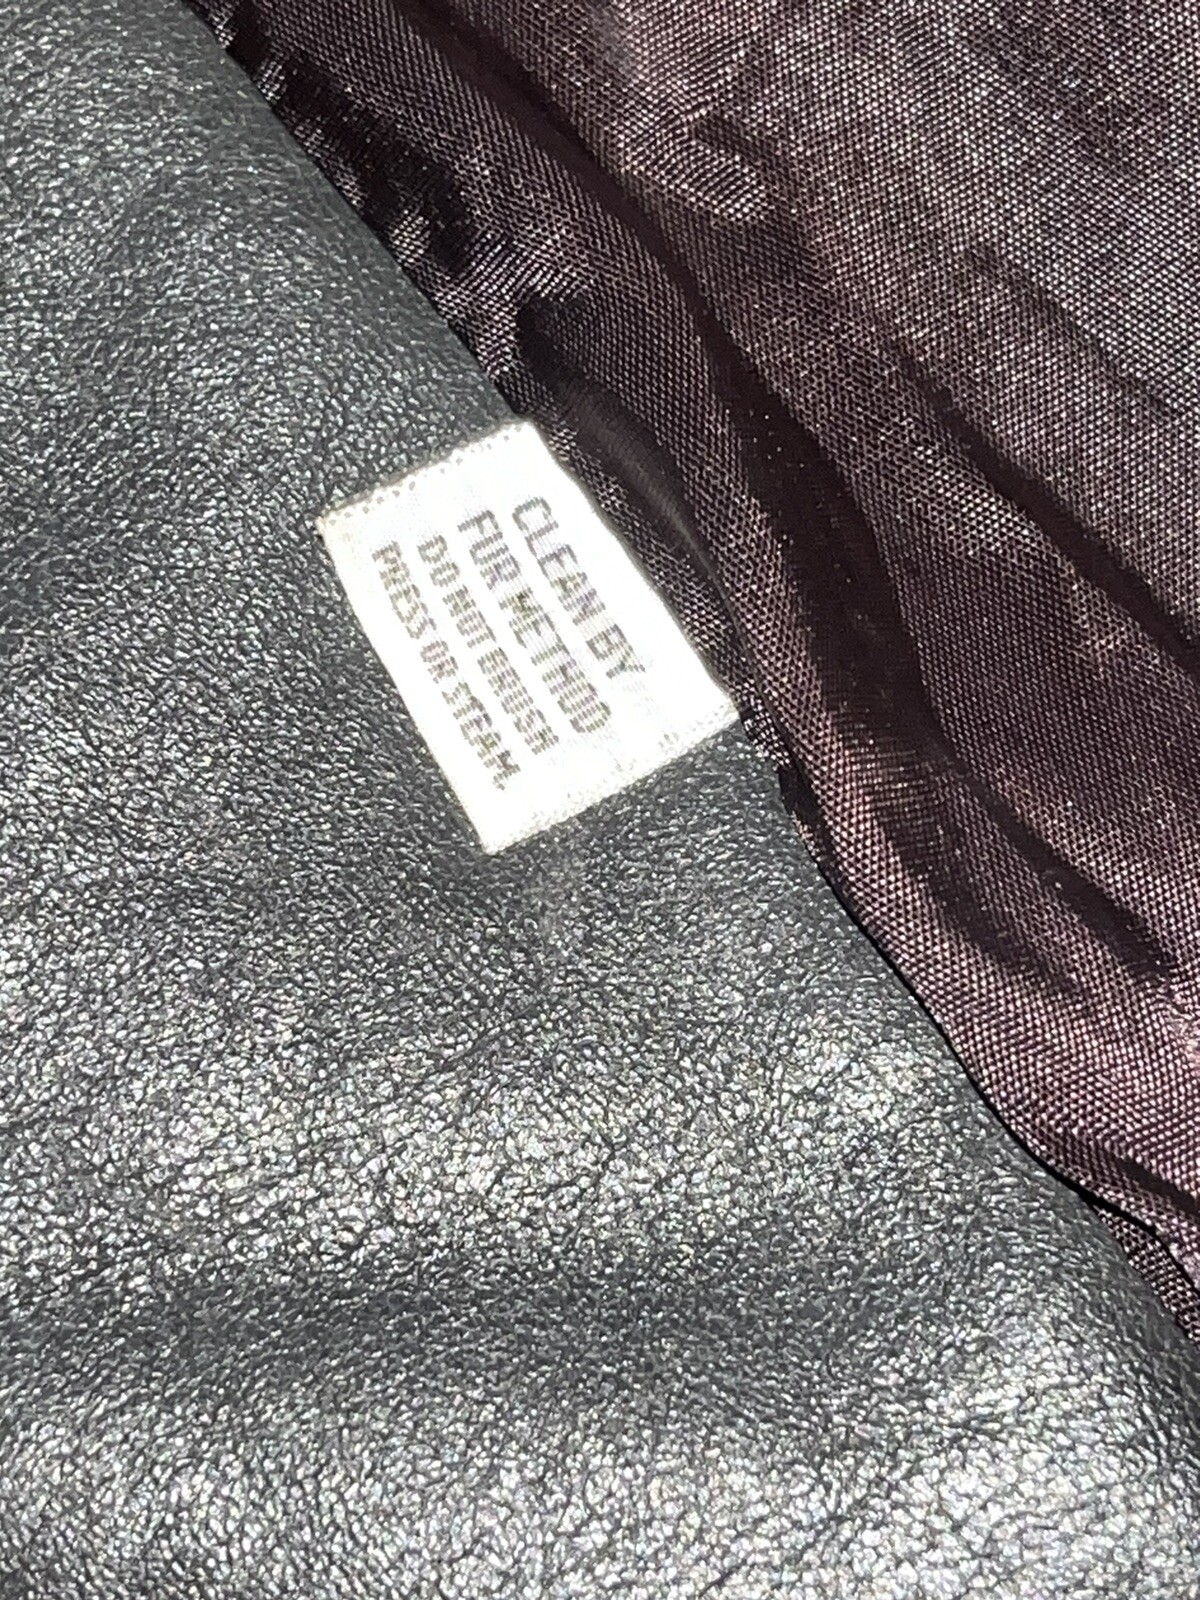 CLEAN BY
FUR METHOD
DO NOT BRUSH
PRESS OR STEAM